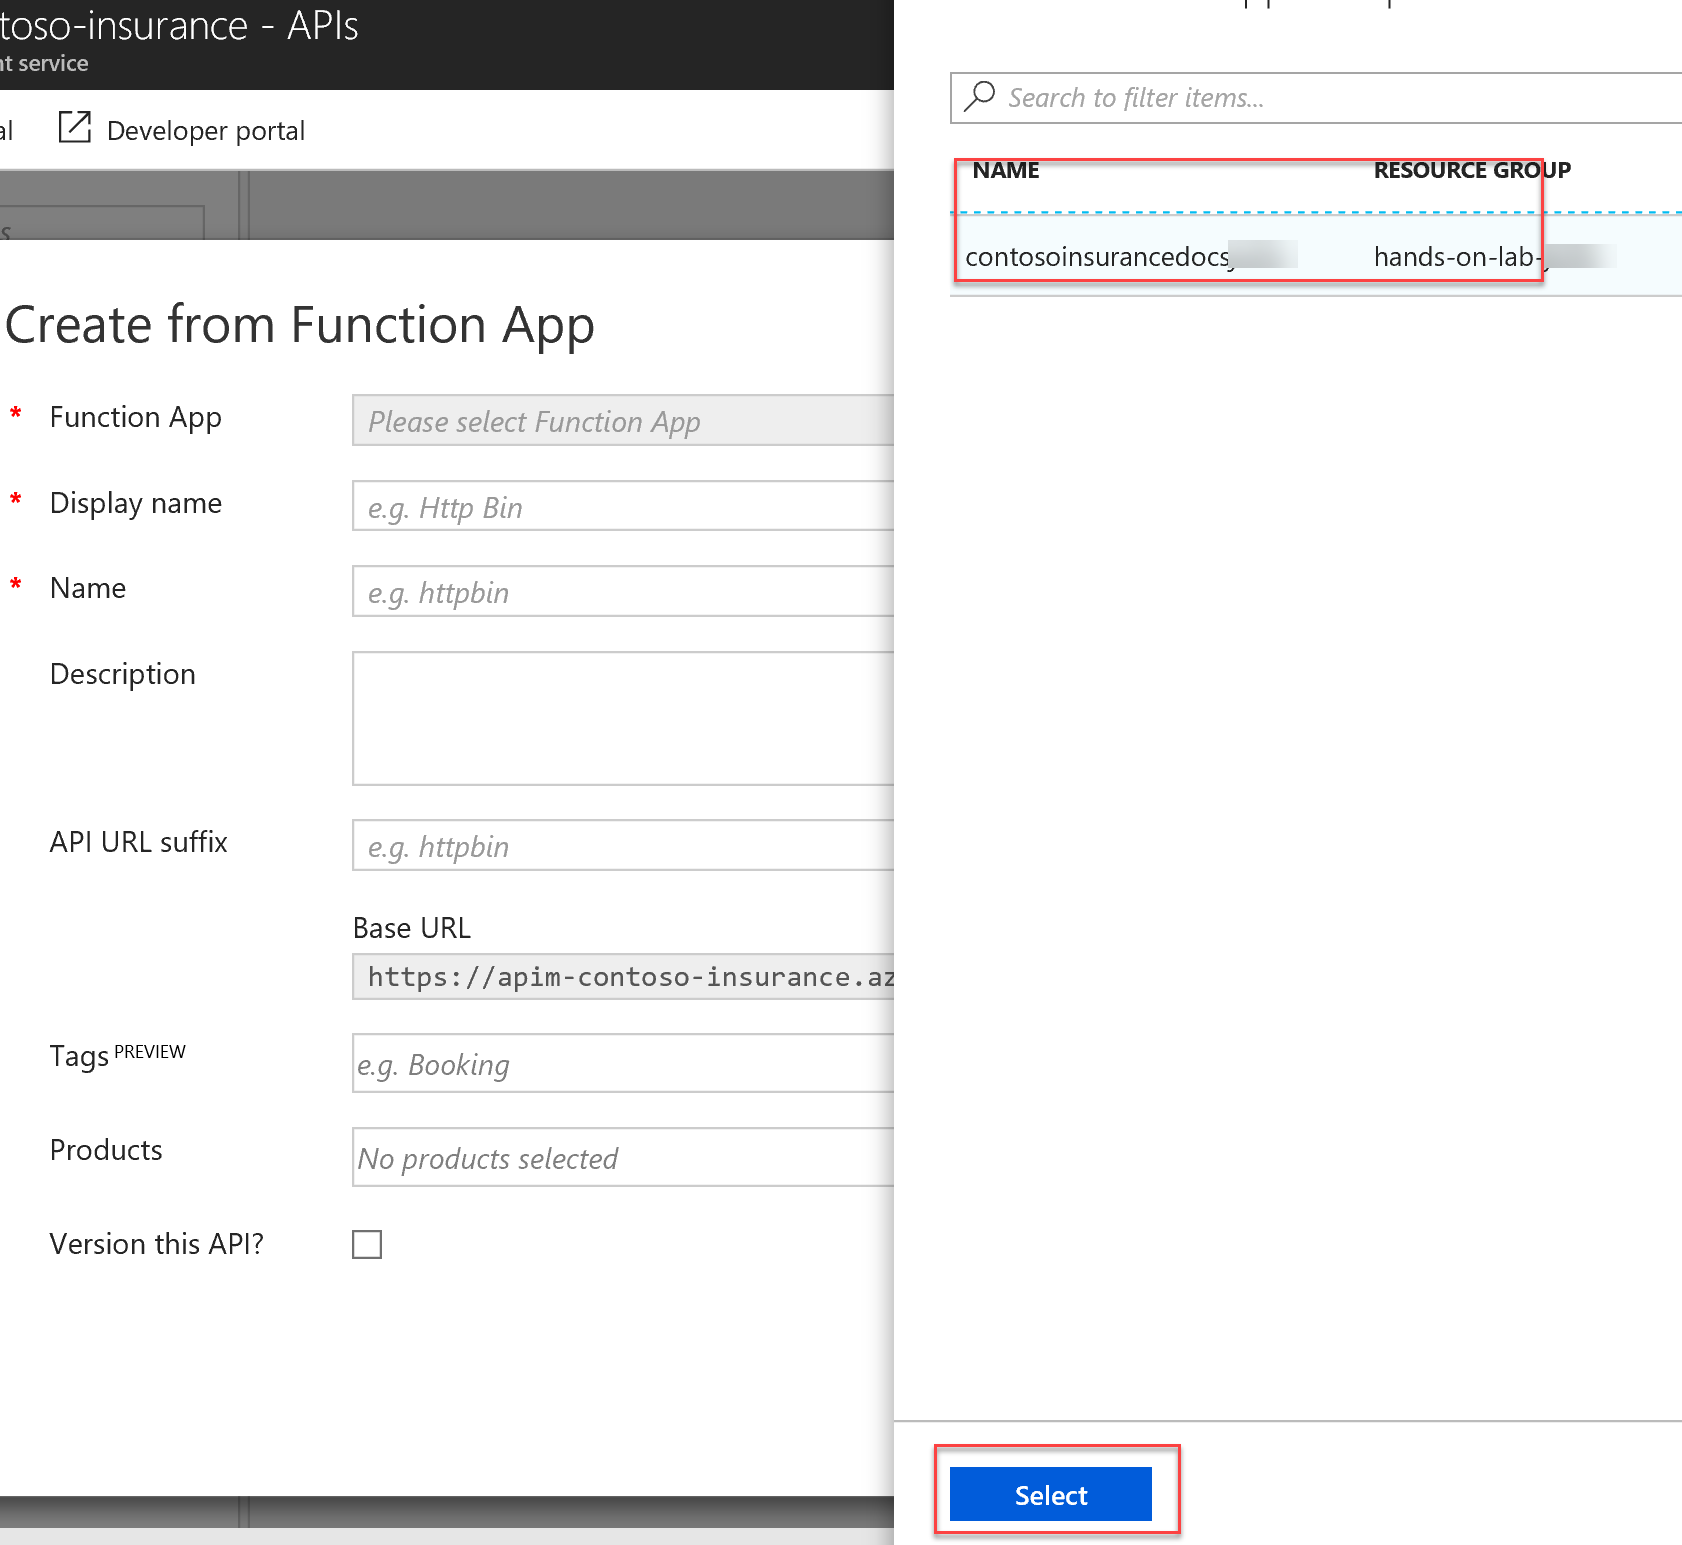 toso-insurance - APIs
nt service
al
Developer portal
s
Create from Function App
* Function App
Please select Function App
* Display name
e.g. Http Bin
* Name
e.g. httpbin
Description
API URL suffix
e.g. httpbin
Base URL
https://apim-contoso-insurance.az
Tags PREVIEW
e.g. Booking
Products
No products selected
Version this API?
Search to filter items...
NAME RESOURCE GROUP
contosoinsurancedocs hands-on-lab-
Select